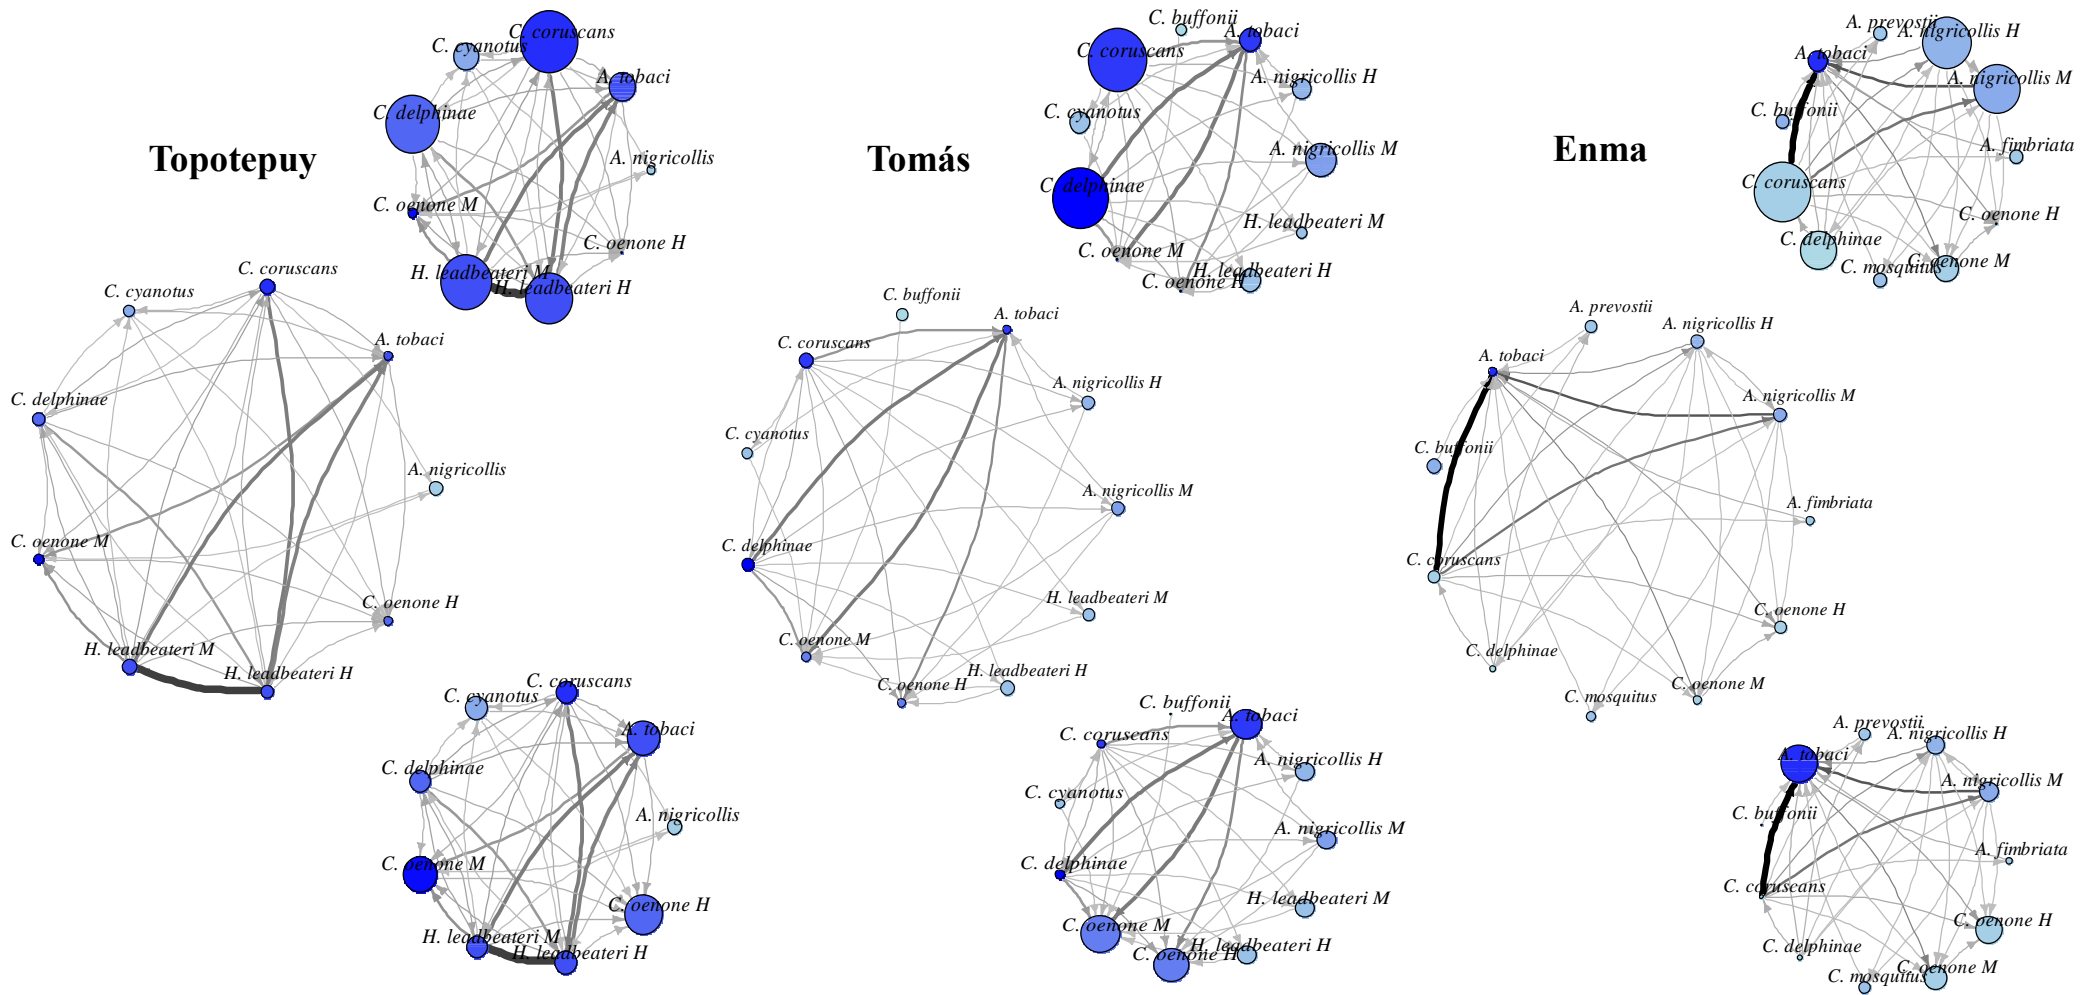 Topotepuy
C. coruscans
C. cyanotus
A. tobaci
C. delphinae
A. nigricollis
C. oenone M
C. oenone H
H. leadbeateri M
H. leadbeateri H
C. coruscans
C. cyanotus
A. tobaci
C. delphinae
A. nigricollis
C. oenone M
C. oenone H
H. leadbeateri M
H. leadbeateri H
C. coruscans
C. cyanotus
A. tobaci
C. delphinae
A. nigricollis
C. oenone M
C. oenone H
H. leadbeateri M
H. leadbeateri H
Tomás
C. buffonii
A. tobaci
C. coruscans
A. nigricollis H
C. cyanotus
A. nigricollis M
C. delphinae
H. leadbeateri M
C. oenone M
H. leadbeateri H
C. oenone H
C. buffonii
A. tobaci
C. coruscans
A. nigricollis H
C. cyanotus
A. nigricollis M
C. delphinae
H. leadbeateri M
C. oenone M
H. leadbeateri H
C. oenone H
C. buffonii
A. tobaci
C. coruscans
A. nigricollis H
C. cyanotus
A. nigricollis M
C. delphinae
H. leadbeateri M
C. oenone M
H. leadbeateri H
C. oenone H
Enma
A. prevostii
A. nigricollis H
A. tobaci
A. nigricollis M
C. buffonii
A. fimbriata
C. coruscans
C. oenone H
C. delphinae
C. oenone M
C. mosquitus
A. prevostii
A. nigricollis H
A. tobaci
A. nigricollis M
C. buffonii
A. fimbriata
C. coruscans
C. oenone H
C. delphinae
C. oenone M
C. mosquitus
A. prevostii
A. nigricollis H
A. tobaci
A. nigricollis M
C. buffonii
A. fimbriata
C. coruscans
C. oenone H
C. delphinae
C. oenone M
C. mosquitus